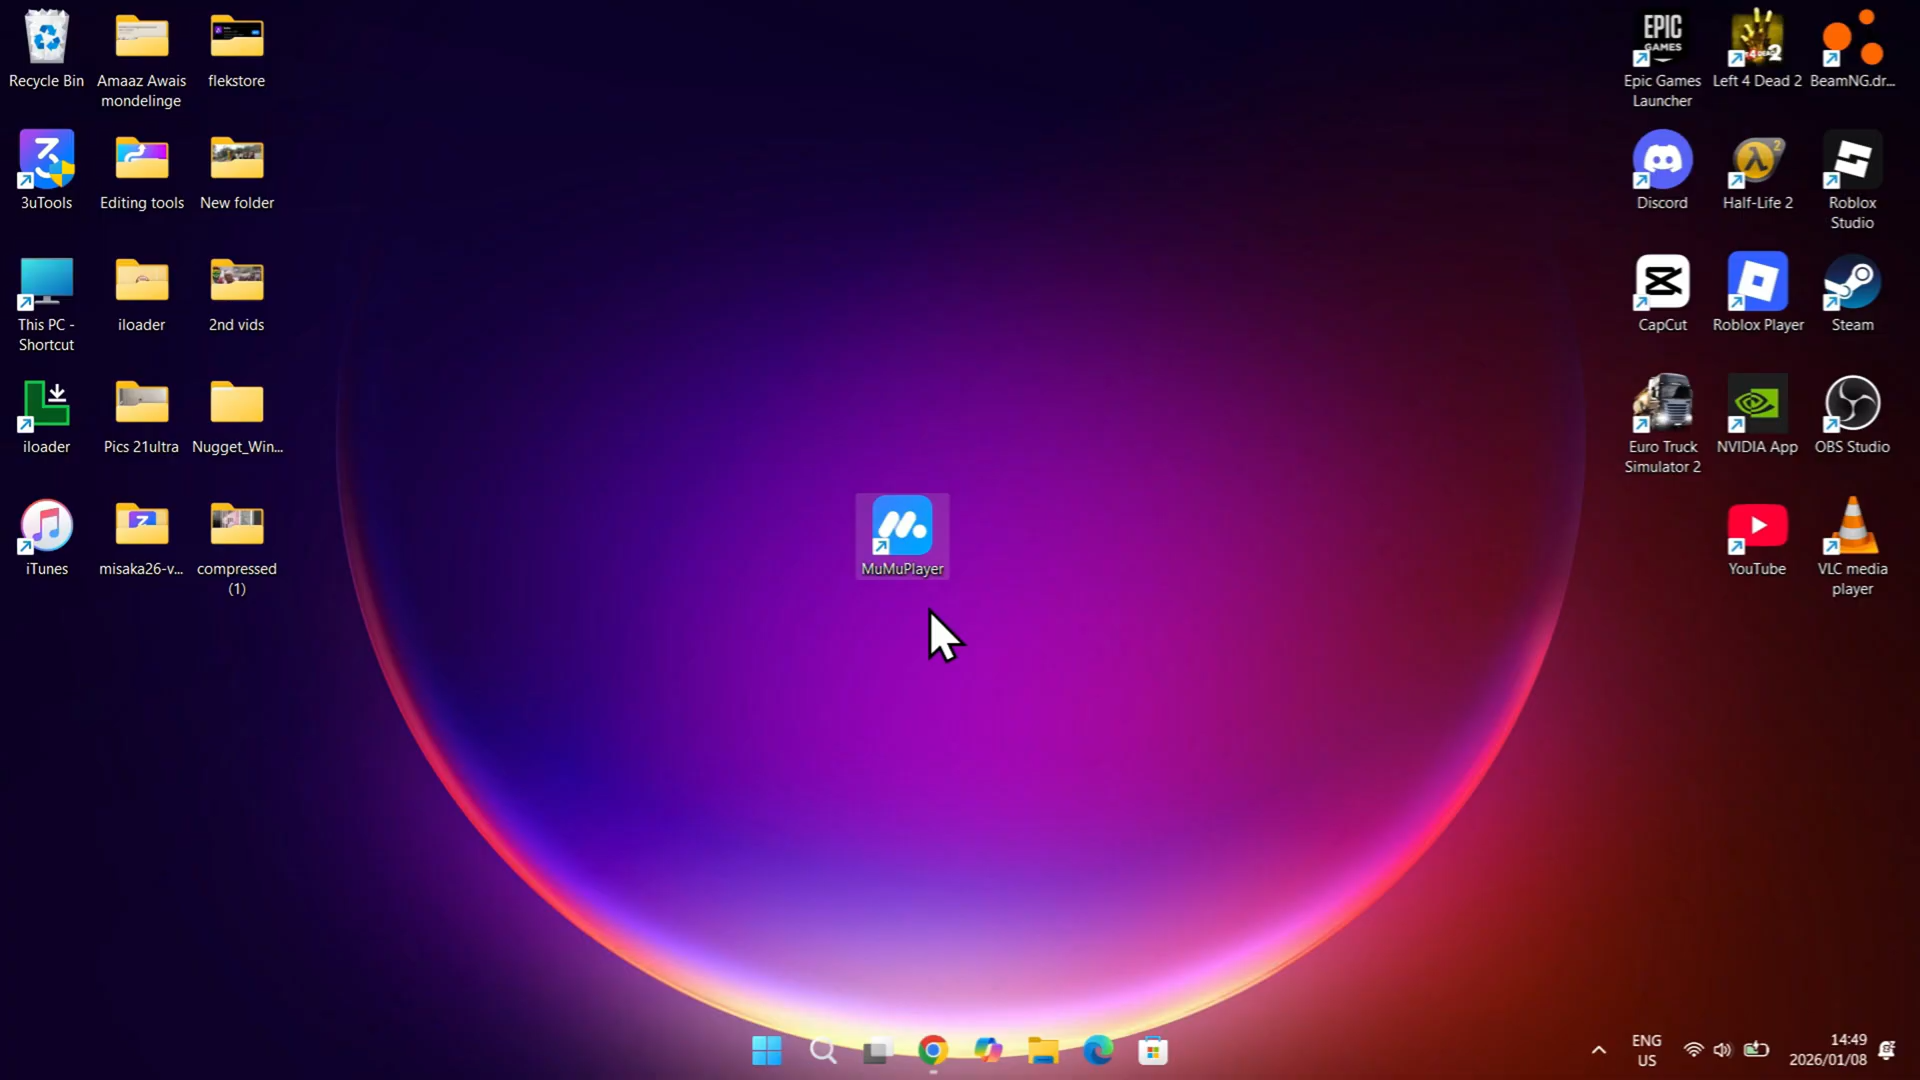 Recycle Bin
Amaaz Awais
mondelinge
flekstore
3uTools
Editing tools
New folder
This PC -
Shortcut
iloader
2nd vids
iloader
Pics 21ultra
Nugget_Win...
iTunes
misaka26-v...
compressed
(1)
MuMuPlayer
EPIC
GAMES
Epic Games
Launcher
Left 4 Dead 2
BeamNG.dr...
Discord
2
Half-Life 2
Roblox
Studio
CapCut
Roblox Player
Steam
Euro Truck
Simulator 2
NVIDIA App
OBS Studio
YouTube
VLC media
player
ENG
US
14:49
2026/01/08